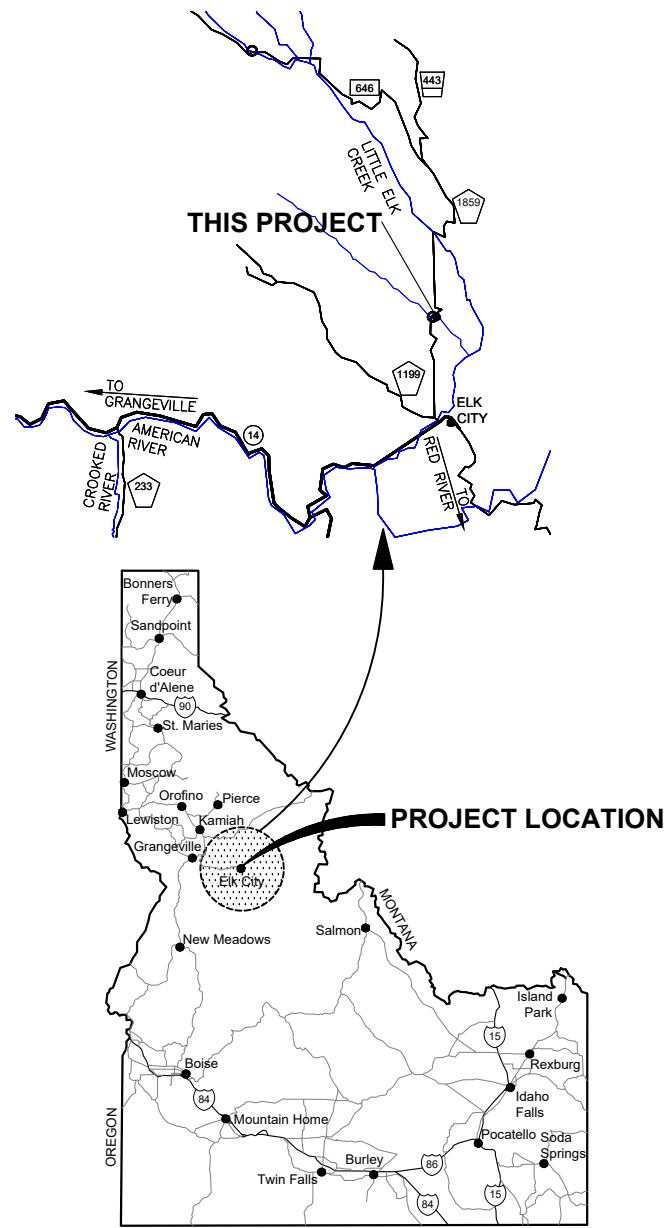 646
443
LITTLE ELK
CREEK
1859
THIS PROJECT
1199
TO
GRANGEVILLE
ELK
CITY
AMERICAN
RIVER
14
CROOKED
RIVER
233
RED RIVER
TO
Bonners
Ferry
Sandpoint
WASHINGTON
Coeur
d'Alene
90
St. Maries
Moscow
Orofino
Pierce
Lewiston
Kamiah
PROJECT LOCATION
Grangeville
Elk City
MONTANA
New Meadows
Salmon
Island
Park
15
Rexburg
Boise
84
Idaho
Falls
OREGON
Mountain Home
Pocatello
Soda
Springs
Burley
86
Twin Falls
84
15